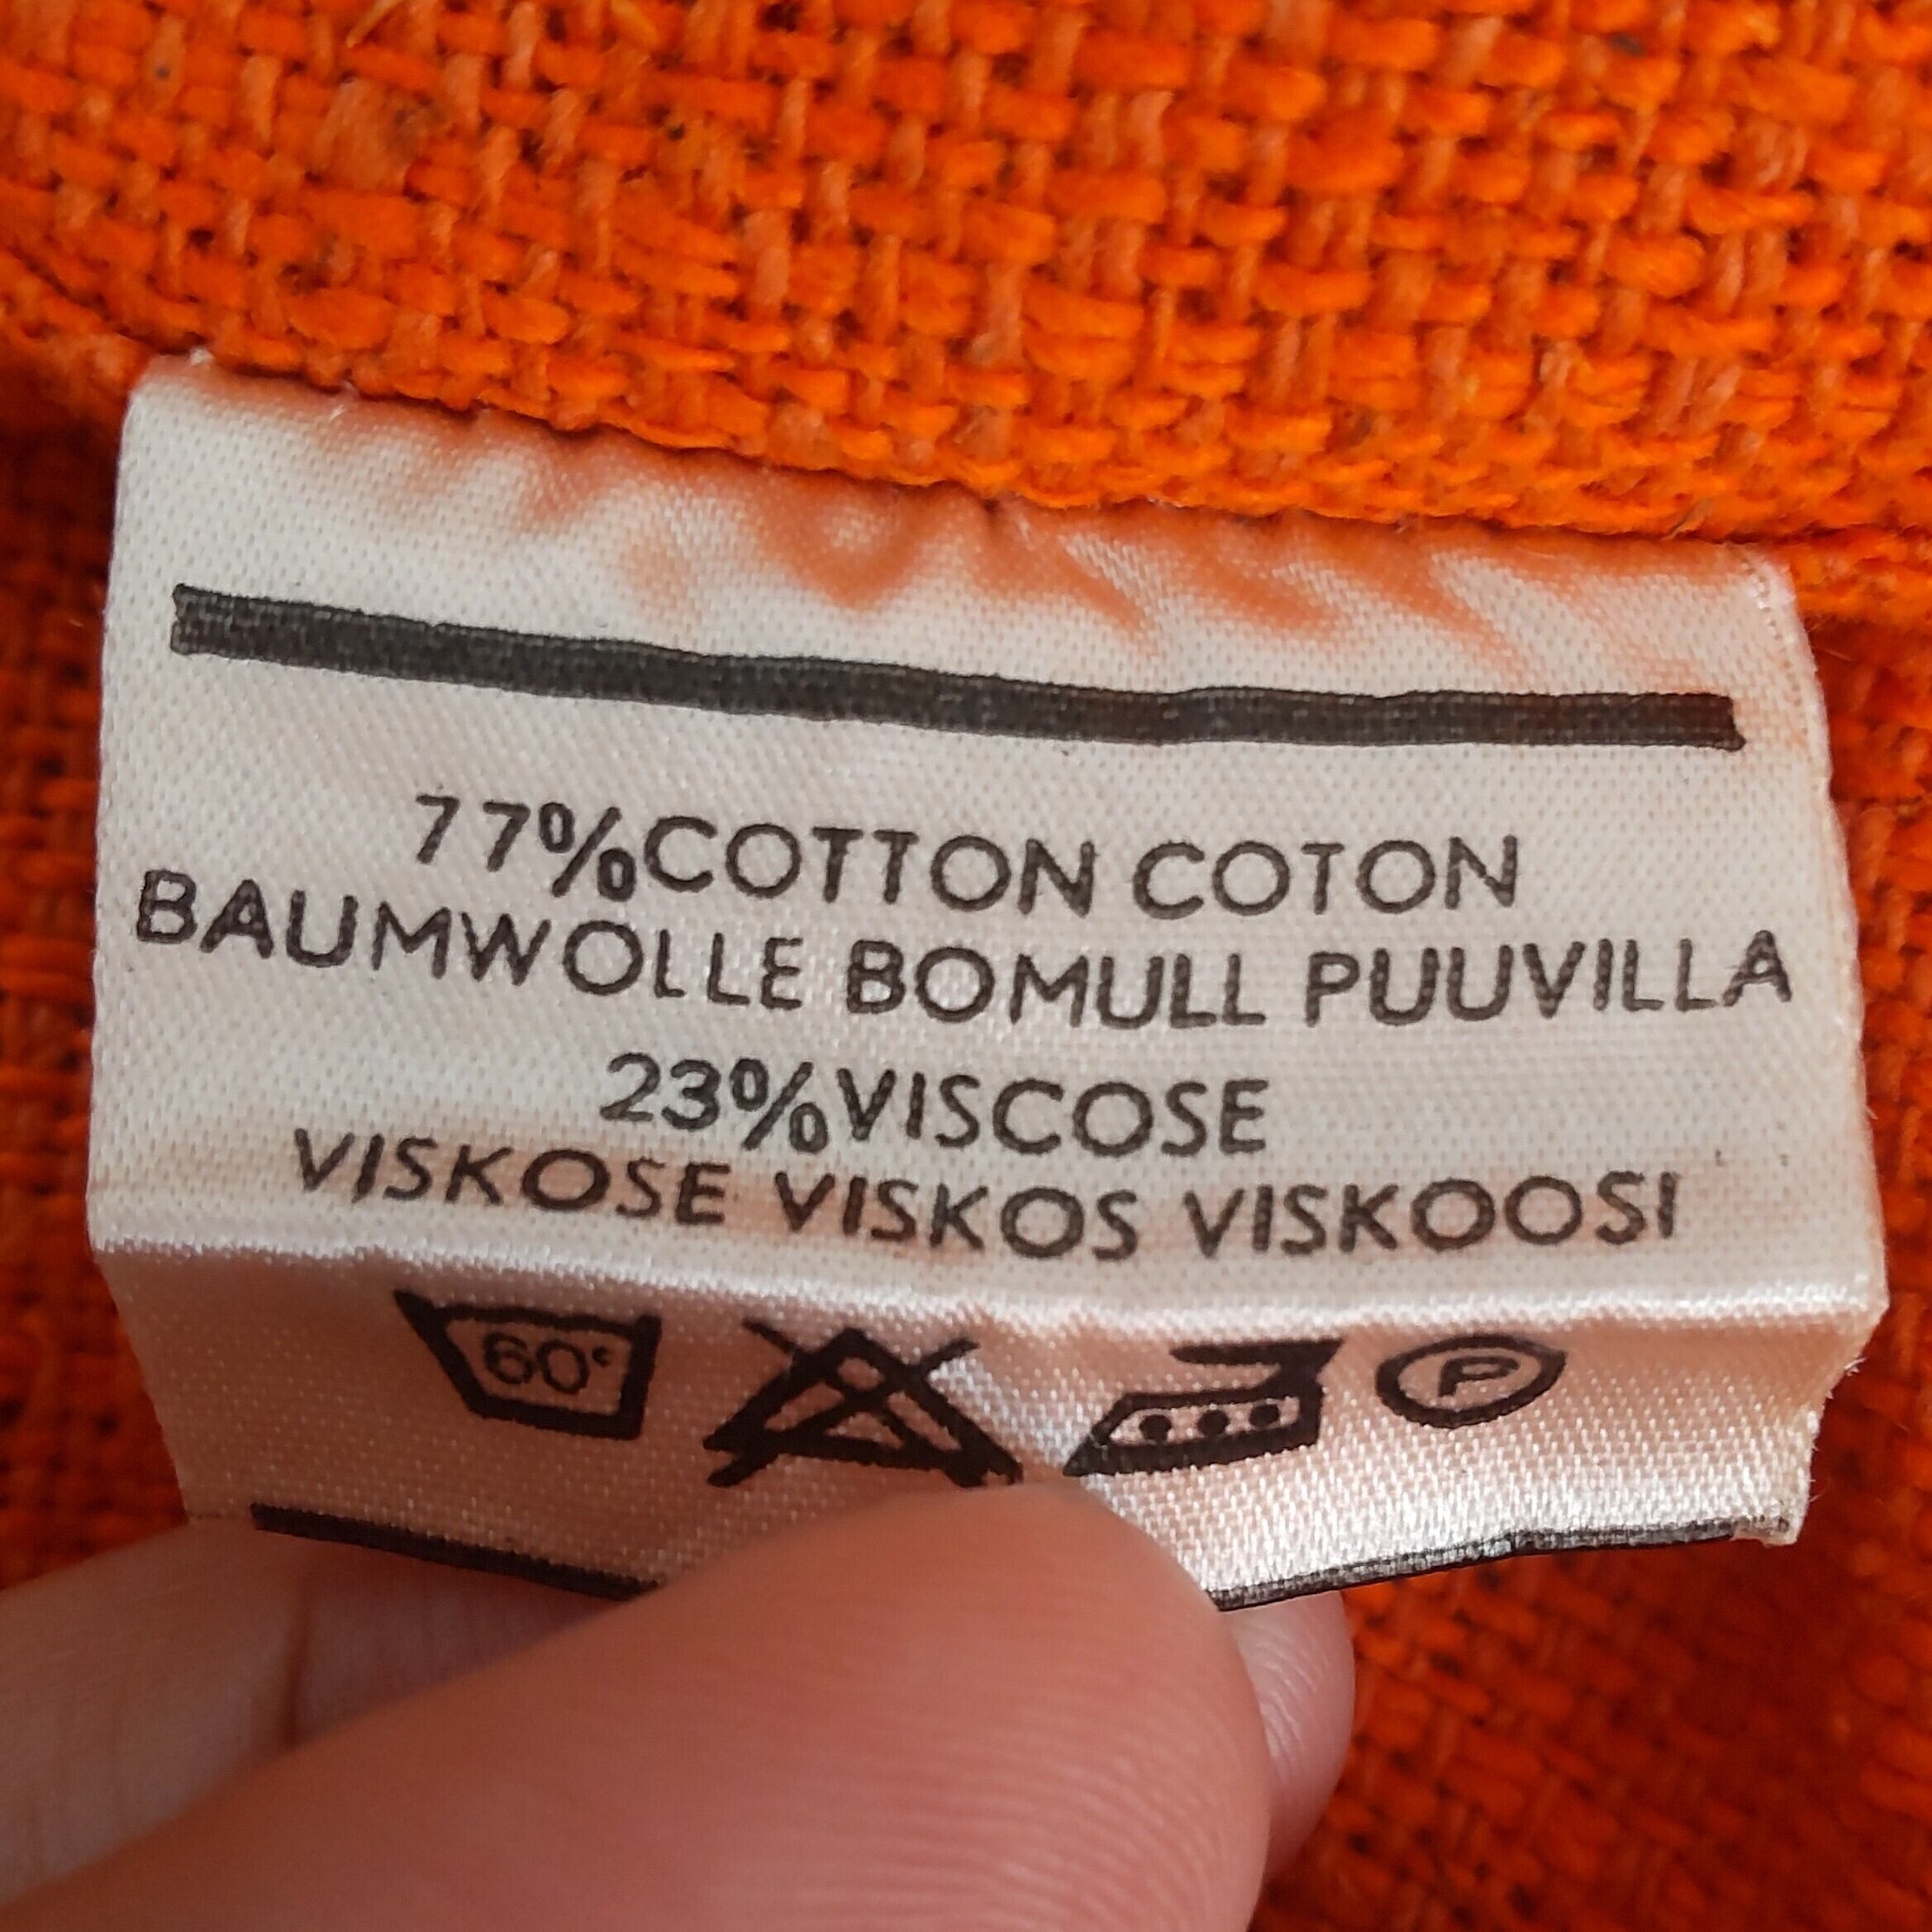 77%COTTON COTON
BAUMWOLLE BOMULL PUUVILLA
23%VISCOSE
VISKOSE VISKOS VISKOOSI
60° P